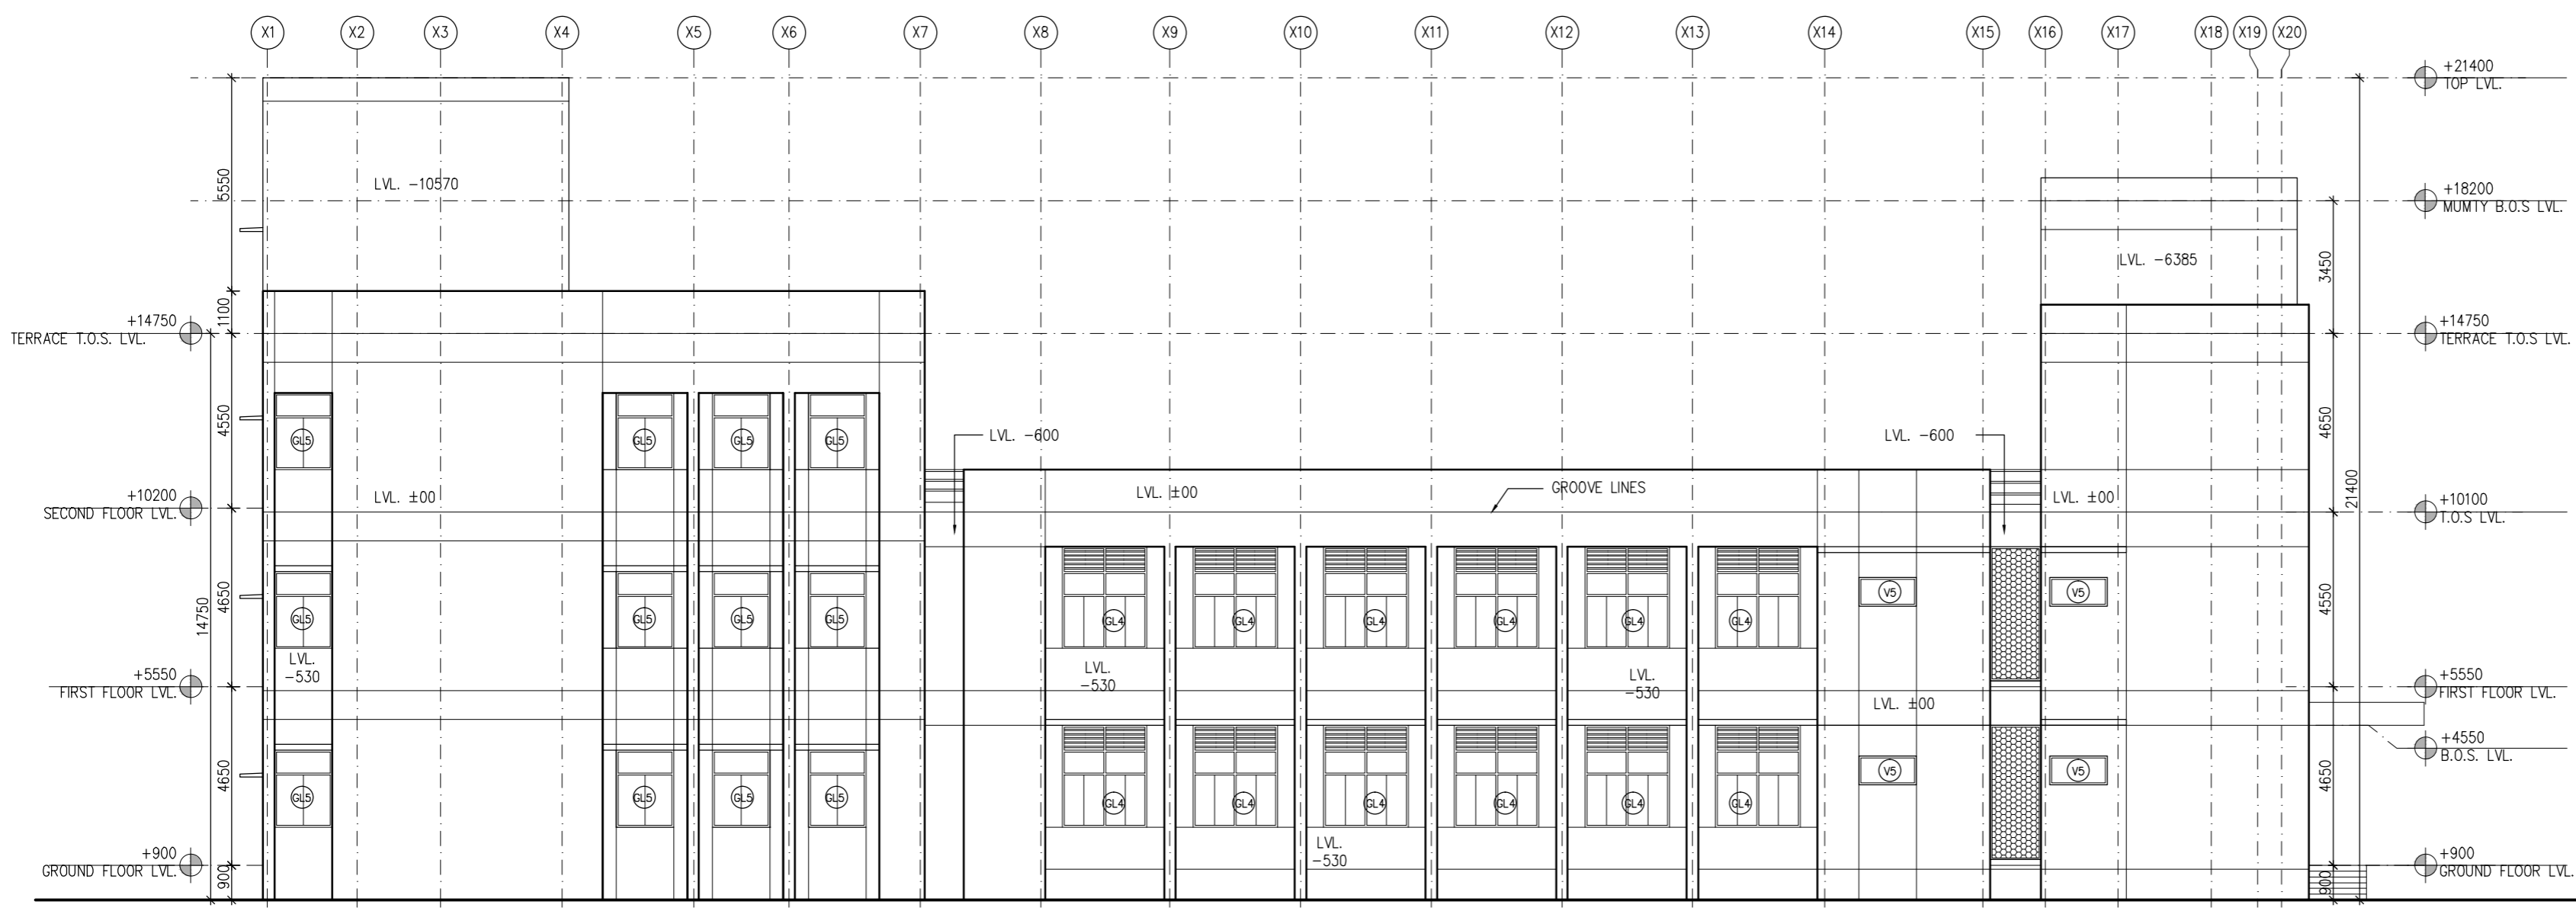 X1 X2 X3 X4 X5 X6 X7 X8 X9 X10 X11 X12 X13 X14 X15 X16 X17 X18 X19 X20
+21400
TOP LVL.
5550
LVL. -10570
+18200
MUMTY B.O.S LVL.
LVL. -6385
3450
1100
+14750
TERRACE T.O.S. LVL.
+14750
TERRACE T.O.S LVL.
4550
4650
GL5 GL5 GL5 GL5
LVL. -600
LVL. -600
21400
+10200
SECOND FLOOR LVL.
LVL. ±00
LVL. ±00
GROOVE LINES
LVL. ±00
+10100
T.O.S LVL.
14750
4650
4550
V5 V5
GL5 GL5 GL5 GL5
GL4 GL4 GL4 GL4 GL4 GL4
LVL.
-530
LVL.
-530
LVL.
-530
+5550
FIRST FLOOR LVL.
+5550
FIRST FLOOR LVL.
LVL. ±00
+4550
B.O.S. LVL.
4650
4650
V5 V5
GL5 GL5 GL5 GL5
GL4 GL4 GL4 GL4 GL4 GL4
LVL.
-530
+900
GROUND FLOOR LVL.
+900
GROUND FLOOR LVL.
900
900